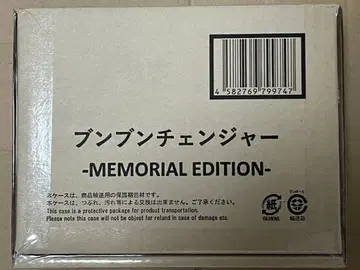 4 582769 799747
ブンブンチェンジャー
-MEMORIAL EDITION-
本ケースは、商品輸送用の保護梱包材です。
本ケースは、つぶれ、汚れ等による交換は出来ません。ご了承ください。
This case is a protective package for product transportation.
Please note this case will not be object for refund in case of damage etc.
紙